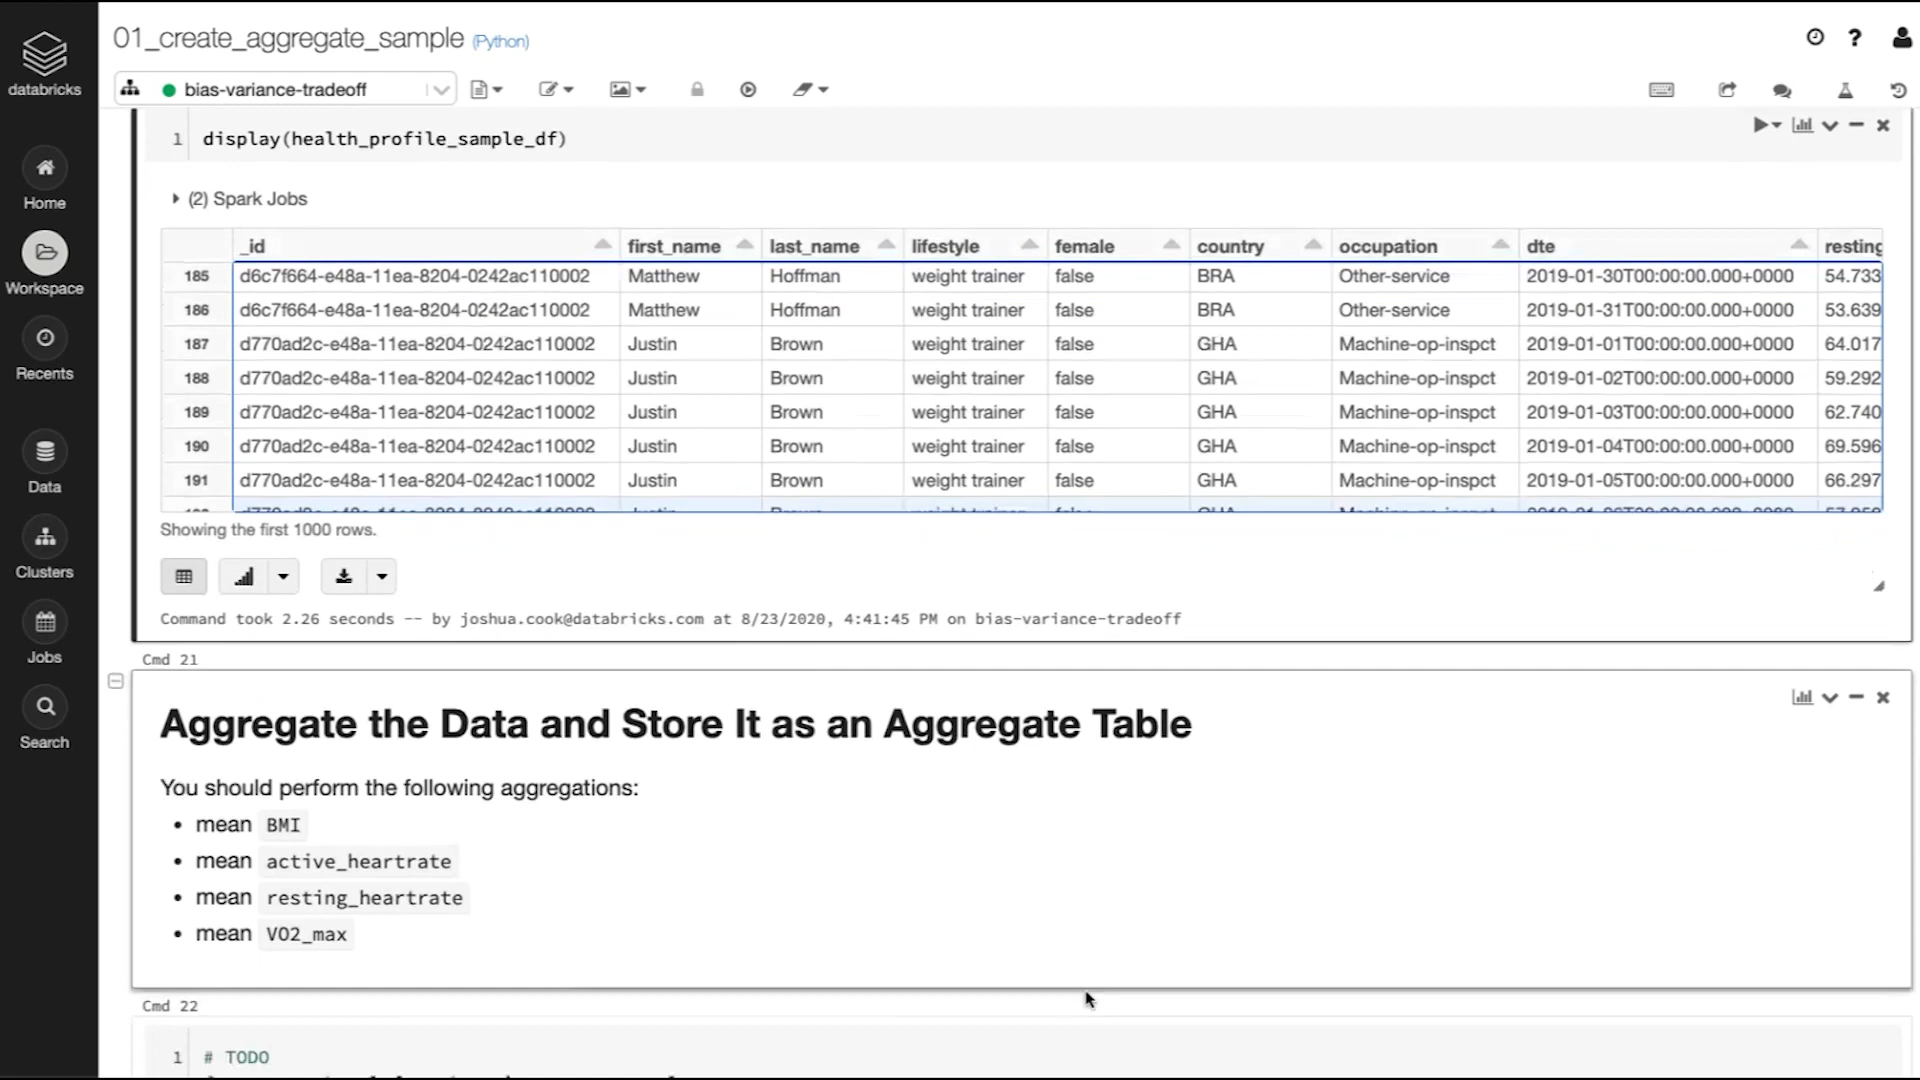 databricks
01_create_aggregate_sample (Python)
bias-variance-tradeoff
Home
Workspace
Recents
Data
Clusters
Jobs
Search
1 display(health_profile_sample_df)
(2) Spark Jobs
_id first_name last_name lifestyle female country occupation dte resting
185 d6c7f664-e48a-11ea-8204-0242ac110002 Matthew Hoffman weight trainer false BRA Other-service 2019-01-30T00:00:00.000+0000 54.733
186 d6c7f664-e48a-11ea-8204-0242ac110002 Matthew Hoffman weight trainer false BRA Other-service 2019-01-31T00:00:00.000+0000 53.639
187 d770ad2c-e48a-11ea-8204-0242ac110002 Justin Brown weight trainer false GHA Machine-op-inspct 2019-01-01T00:00:00.000+0000 64.017
188 d770ad2c-e48a-11ea-8204-0242ac110002 Justin Brown weight trainer false GHA Machine-op-inspct 2019-01-02T00:00:00.000+0000 59.292
189 d770ad2c-e48a-11ea-8204-0242ac110002 Justin Brown weight trainer false GHA Machine-op-inspct 2019-01-03T00:00:00.000+0000 62.740
190 d770ad2c-e48a-11ea-8204-0242ac110002 Justin Brown weight trainer false GHA Machine-op-inspct 2019-01-04T00:00:00.000+0000 69.596
191 d770ad2c-e48a-11ea-8204-0242ac110002 Justin Brown weight trainer false GHA Machine-op-inspct 2019-01-05T00:00:00.000+0000 66.297
Showing the first 1000 rows.
Command took 2.26 seconds -- by joshua.cook@databricks.com at 8/23/2020, 4:41:45 PM on bias-variance-tradeoff
Cmd 21
Aggregate the Data and Store It as an Aggregate Table
You should perform the following aggregations:
• mean BMI
• mean active_heartrate
• mean resting_heartrate
• mean VO2_max
Cmd 22
1 # TODO